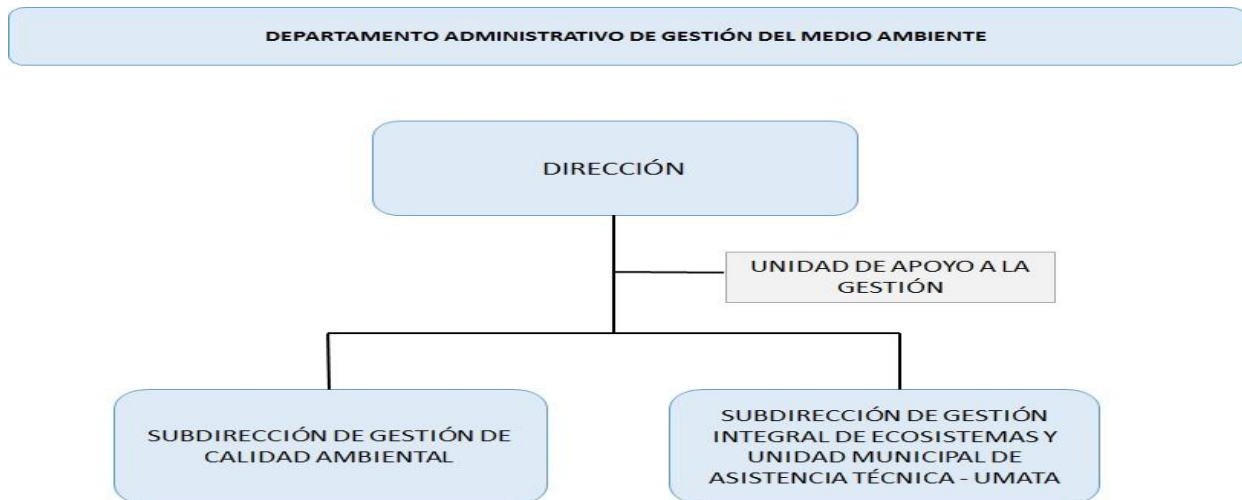 DEPARTAMENTO ADMINISTRATIVO DE GESTIÓN DEL MEDIO AMBIENTE
DIRECCIÓN
UNIDAD DE APOYO A LA
GESTIÓN
SUBDIRECCIÓN DE GESTIÓN DE
CALIDAD AMBIENTAL
SUBDIRECCIÓN DE GESTIÓN
INTEGRAL DE ECOSISTEMAS Y
UNIDAD MUNICIPAL DE
ASISTENCIA TÉCNICA - UMATA